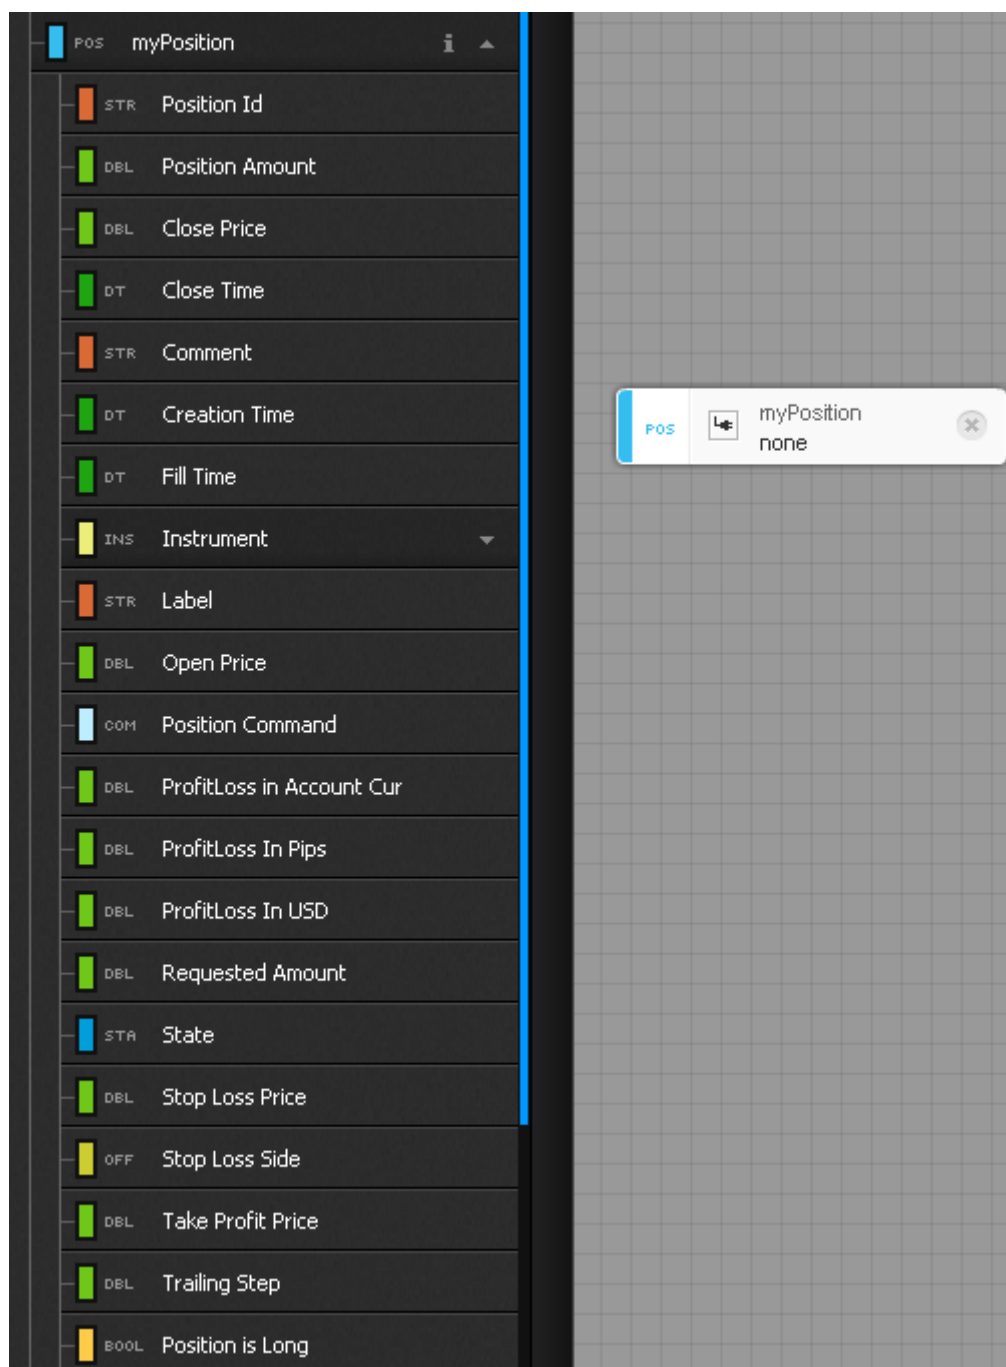 POS myPosition
STR Position Id
DBL Position Amount
DBL Close Price
DT Close Time
STR Comment
DT Creation Time
DT Fill Time
INS Instrument
STR Label
DBL Open Price
COM Position Command
DBL ProfitLoss in Account Cur
DBL ProfitLoss In Pips
DBL ProfitLoss In USD
DBL Requested Amount
STA State
DBL Stop Loss Price
OFF Stop Loss Side
DBL Take Profit Price
DBL Trailing Step
BOOL Position is Long
POS myPosition
none